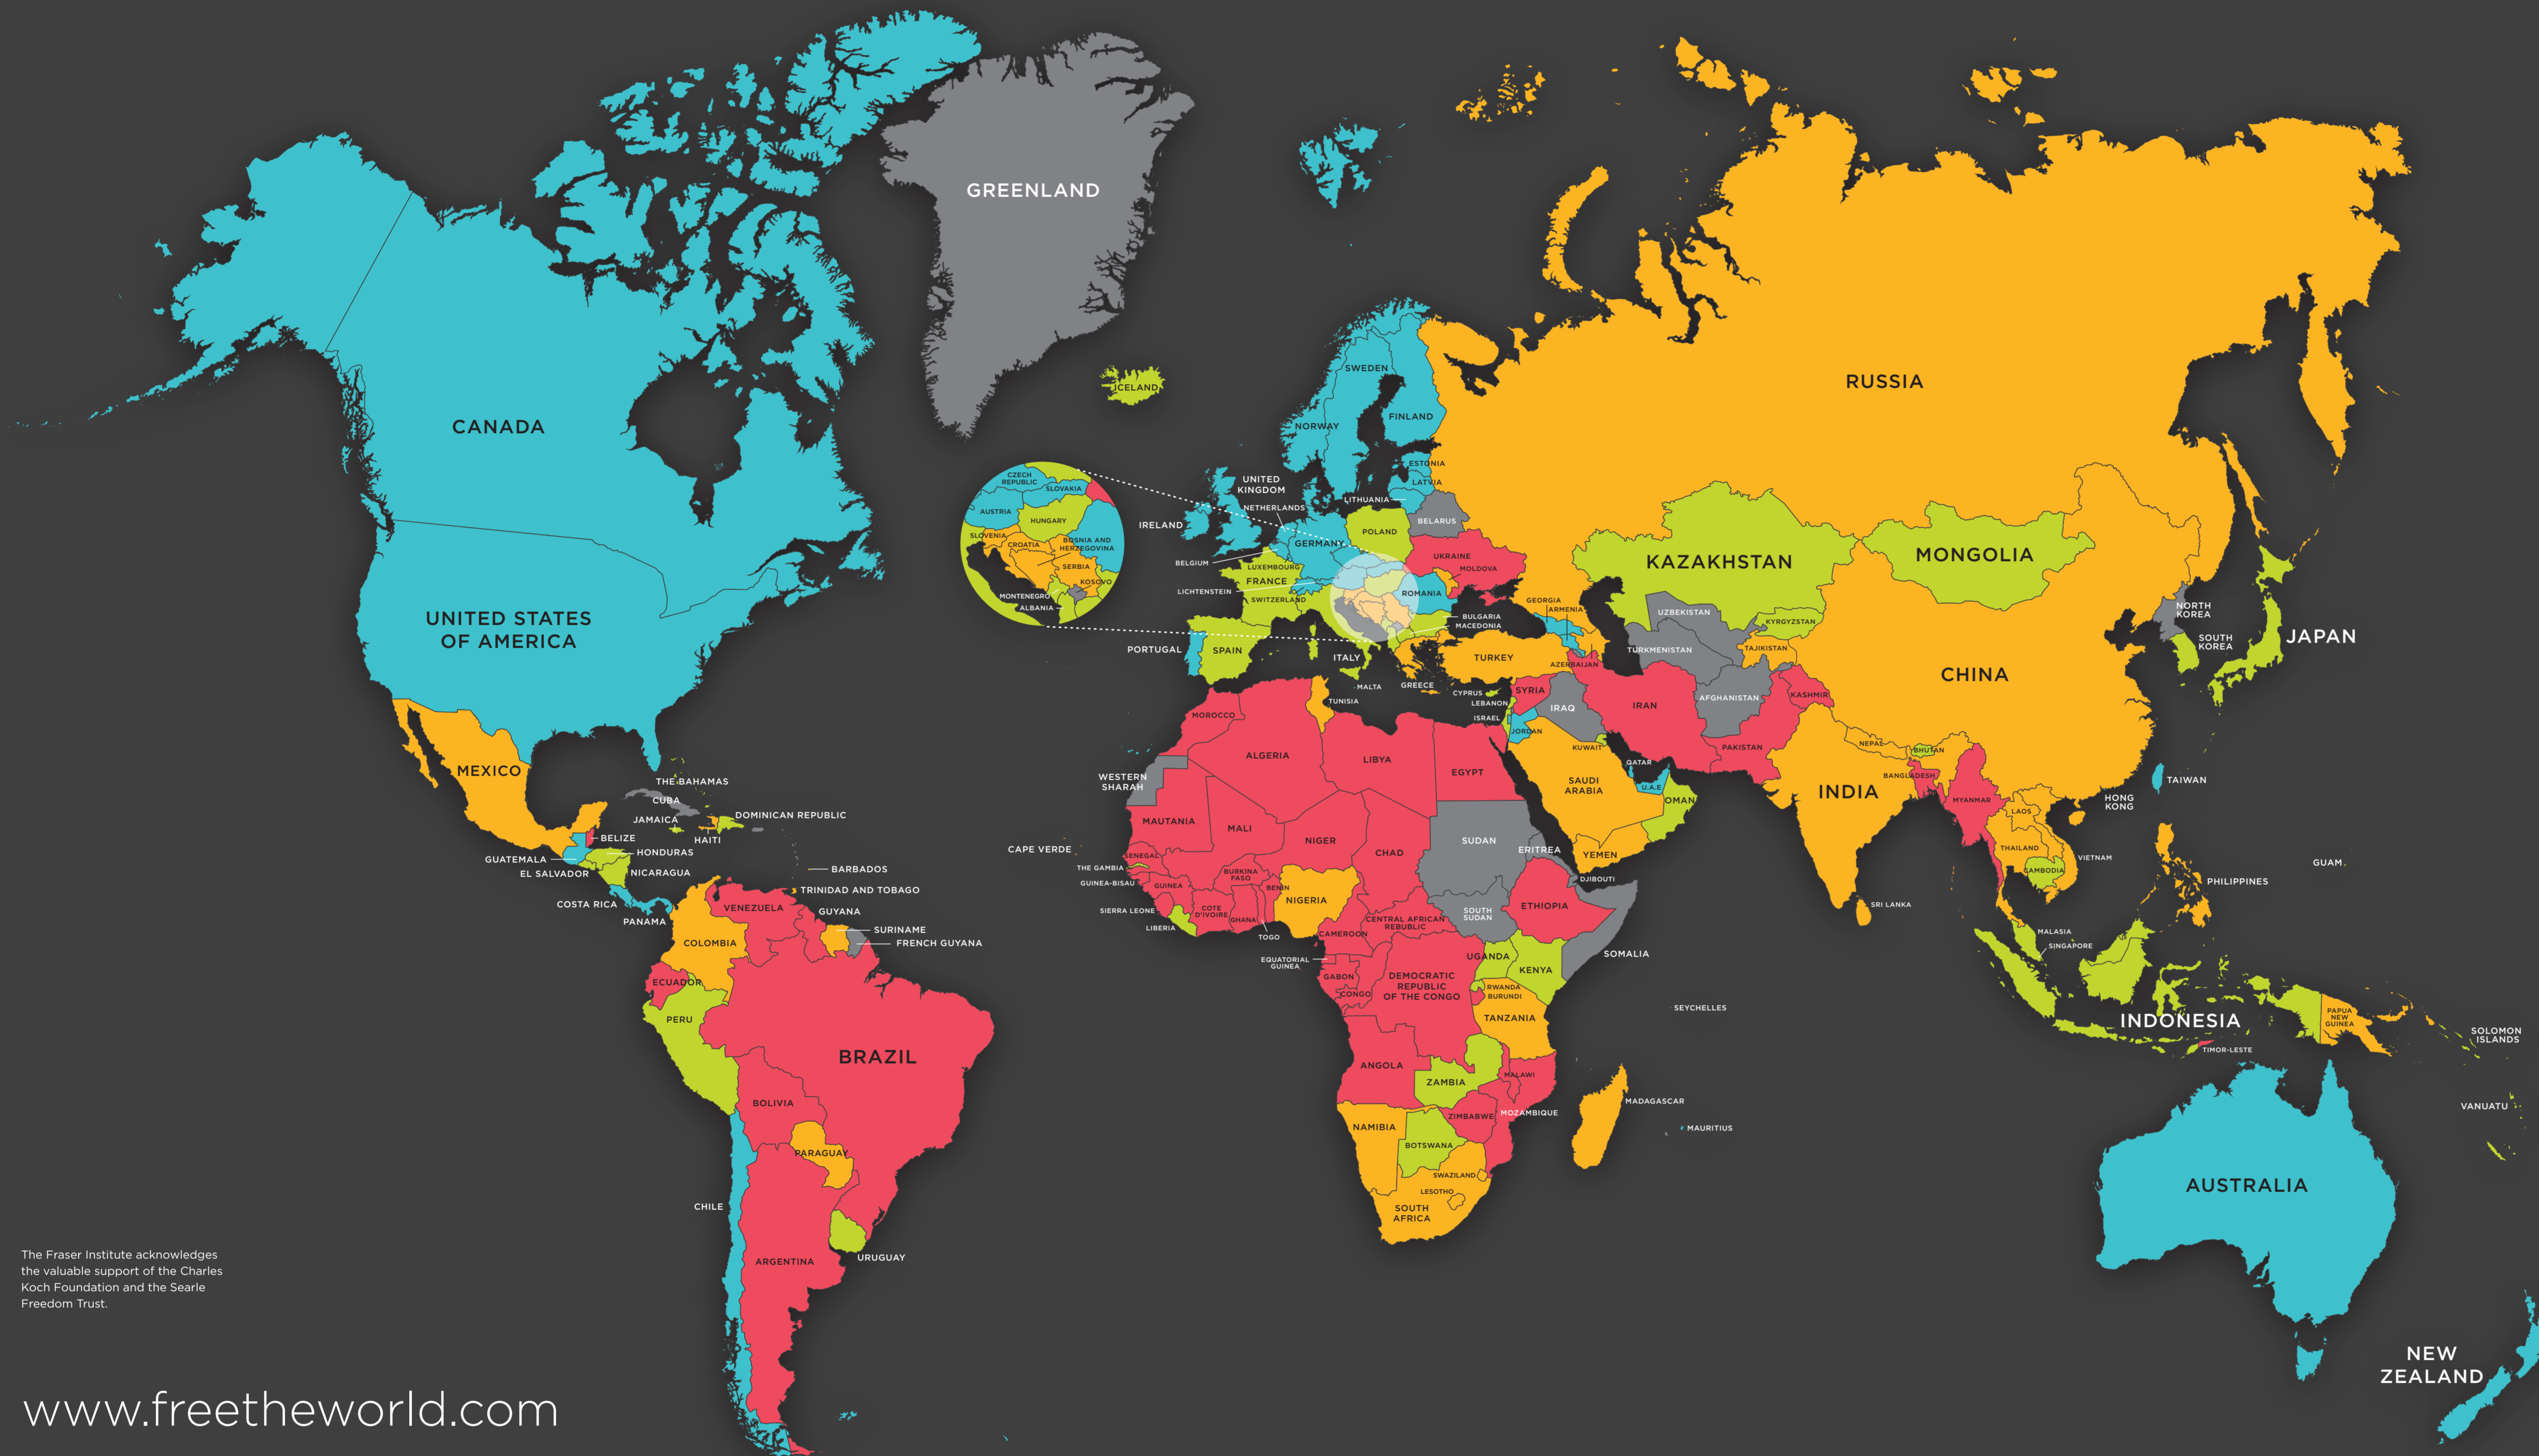 GREENLAND
ICELAND
CANADA
UNITED STATES
OF AMERICA
MEXICO
THE BAHAMAS
CUBA
JAMAICA
DOMINICAN REPUBLIC
HAITI
BELIZE
GUATEMALA
HONDURAS
EL SALVADOR
NICARAGUA
BARBADOS
TRINIDAD AND TOBAGO
COSTA RICA
PANAMA
VENEZUELA
GUYANA
SURINAME
FRENCH GUYANA
COLOMBIA
ECUADOR
PERU
BRAZIL
BOLIVIA
PARAGUAY
CHILE
ARGENTINA
URUGUAY
CZECH
REPUBLIC
SLOVAKIA
AUSTRIA
HUNGARY
SLOVENIA
CROATIA
BOSNIA AND
HERZEGOVINA
SERBIA
KOSOVO
MONTENEGRO
ALBANIA
SWEDEN
NORWAY
FINLAND
ESTONIA
LATVIA
LITHUANIA
UNITED
KINGDOM
NETHERLANDS
IRELAND
BELARUS
POLAND
GERMANY
BELGIUM
UKRAINE
MOLDOVA
LUXEMBOURG
FRANCE
LICHTENSTEIN
SWITZERLAND
ROMANIA
BULGARIA
MACEDONIA
PORTUGAL
SPAIN
ITALY
MALTA
GREECE
TURKEY
CYPRUS
GEORGIA
ARMENIA
AZERBAIJAN
RUSSIA
KAZAKHSTAN
MONGOLIA
UZBEKISTAN
KYRGYZSTAN
TURKMENISTAN
TAJIKISTAN
CHINA
NORTH
KOREA
SOUTH
KOREA
JAPAN
SYRIA
LEBANON
ISRAEL
JORDAN
IRAQ
IRAN
AFGHANISTAN
KASHMIR
PAKISTAN
KUWAIT
QATAR
U.A.E
SAUDI
ARABIA
OMAN
YEMEN
NEPAL
BHUTAN
BANGLADESH
INDIA
MYANMAR
LAOS
THAILAND
CAMBODIA
VIETNAM
HONG
KONG
TAIWAN
PHILIPPINES
GUAM
SRI LANKA
MALASIA
SINGAPORE
INDONESIA
TIMOR-LESTE
PAPUA
NEW
GUINEA
SOLOMON
ISLANDS
VANUATU
AUSTRALIA
NEW
ZEALAND
MOROCCO
TUNISIA
ALGERIA
LIBYA
EGYPT
WESTERN
SHARAH
MAUTANIA
MALI
NIGER
CHAD
SUDAN
ERITREA
DJIBOUTI
CAPE VERDE
SENEGAL
THE GAMBIA
GUINEA-BISAU
GUINEA
SIERRA LEONE
LIBERIA
BURKINA
FASO
COTE
D'IVOIRE
GHANA
BENIN
TOGO
NIGERIA
CAMEROON
CENTRAL AFRICAN
REBUBLIC
SOUTH
SUDAN
ETHIOPIA
SOMALIA
EQUATORIAL
GUINEA
GABON
CONGO
DEMOCRATIC
REPUBLIC
OF THE CONGO
UGANDA
KENYA
RWANDA
BURUNDI
TANZANIA
SEYCHELLES
ANGOLA
ZAMBIA
MALAWI
MOZAMBIQUE
ZIMBABWE
MADAGASCAR
MAURITIUS
NAMIBIA
BOTSWANA
SWAZILAND
LESOTHO
SOUTH
AFRICA
The Fraser Institute acknowledges
the valuable support of the Charles
Koch Foundation and the Searle
Freedom Trust.
www.freetheworld.com